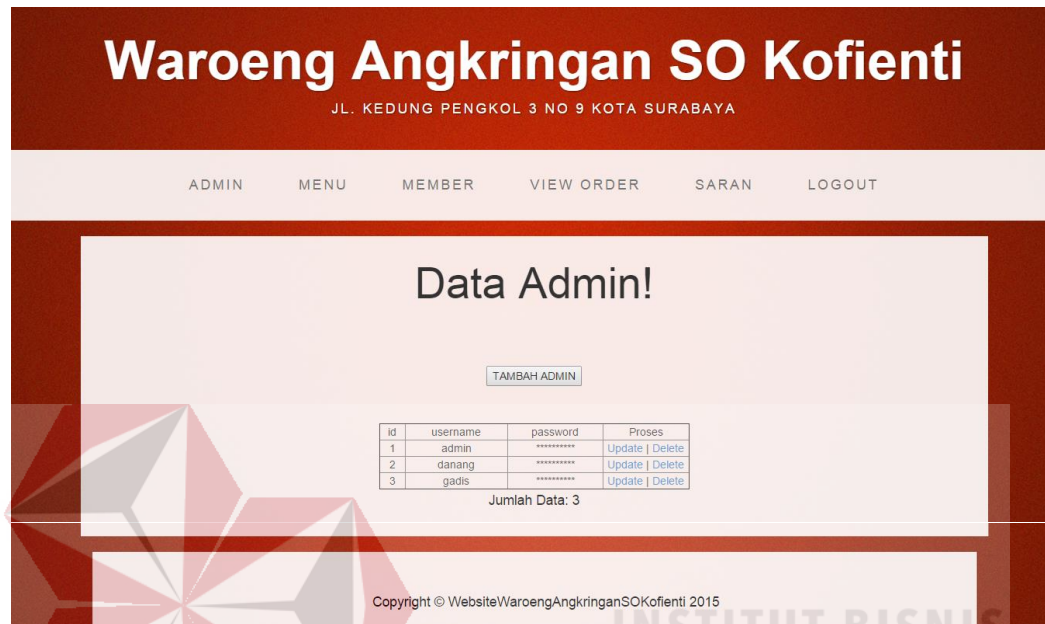 Waroeng Angkringan SO Kofienti
JL. KEDUNG PENGKOL 3 NO 9 KOTA SURABAYA
ADMIN MENU MEMBER VIEW ORDER SARAN LOGOUT
Data Admin!
TAMBAH ADMIN
id username password Proses
1 admin ********** Update | Delete
2 danang ********** Update | Delete
3 gadis ********** Update | Delete
Jumlah Data: 3
Copyright © WebsiteWaroengAngkringanSOKofienti 2015
INSTITUT BISNIS